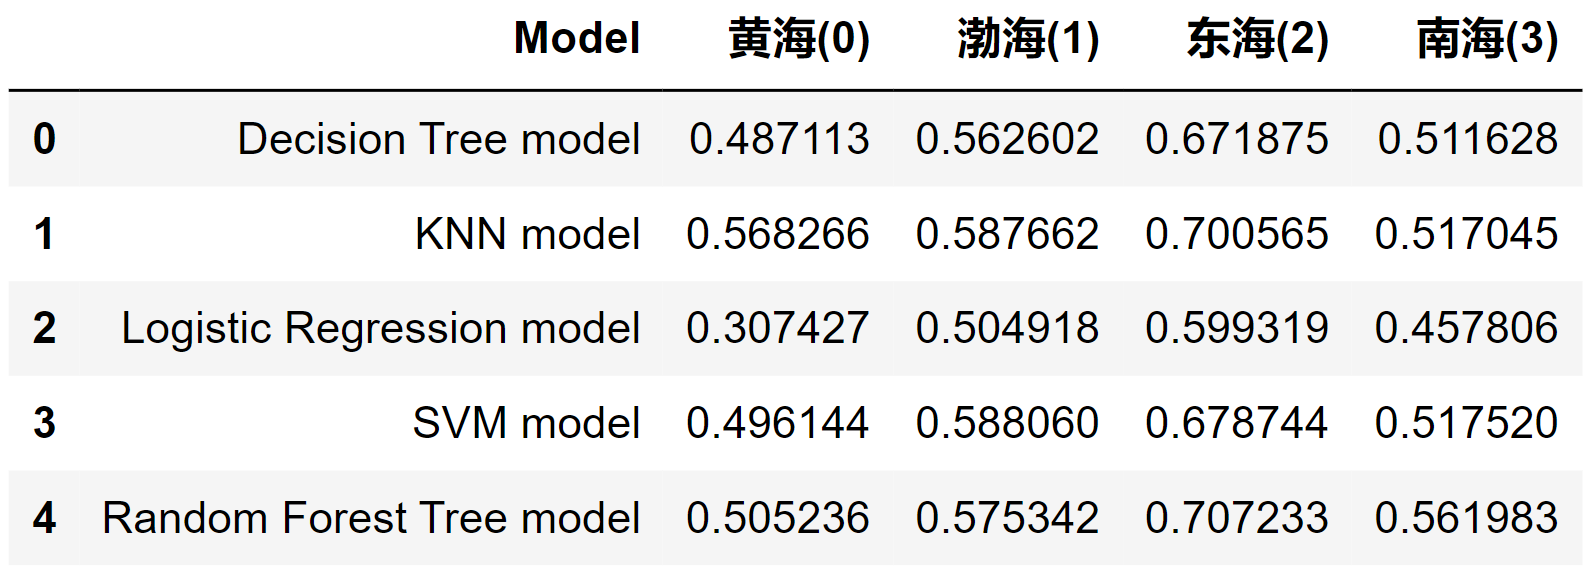 Model 黄海(0) 渤海(1) 东海(2) 南海(3)
0 Decision Tree model 0.487113 0.562602 0.671875 0.511628
1 KNN model 0.568266 0.587662 0.700565 0.517045
2 Logistic Regression model 0.307427 0.504918 0.599319 0.457806
3 SVM model 0.496144 0.588060 0.678744 0.517520
4 Random Forest Tree model 0.505236 0.575342 0.707233 0.561983